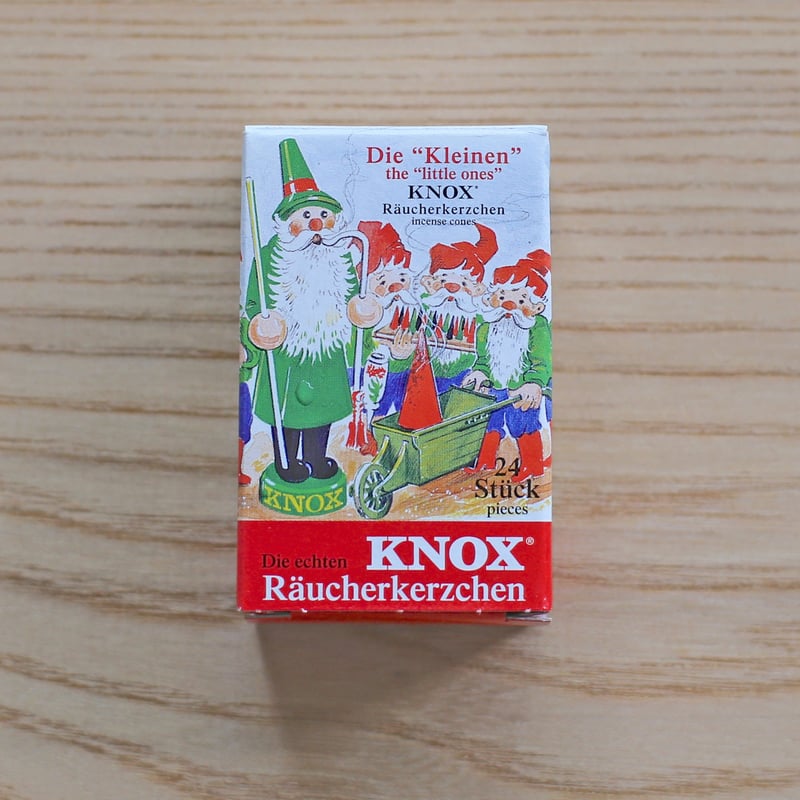 Die “Kleinen”
the “little ones”
KNOX®
Räucherkerzchen
incense cones
24
Stück
pieces
KNOX
Die echten KNOX®
Räucherkerzchen